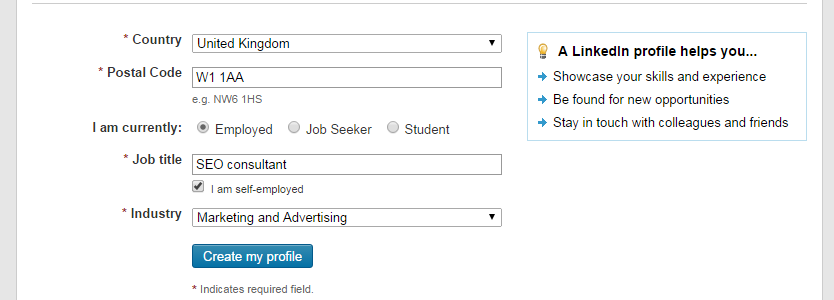 * Country United Kingdom
* Postal Code W1 1AA
e.g. NW6 1HS
I am currently: Employed Job Seeker Student
* Job title SEO consultant
I am self-employed
* Industry Marketing and Advertising
Create my profile
* Indicates required field.
A LinkedIn profile helps you...
Showcase your skills and experience
Be found for new opportunities
Stay in touch with colleagues and friends